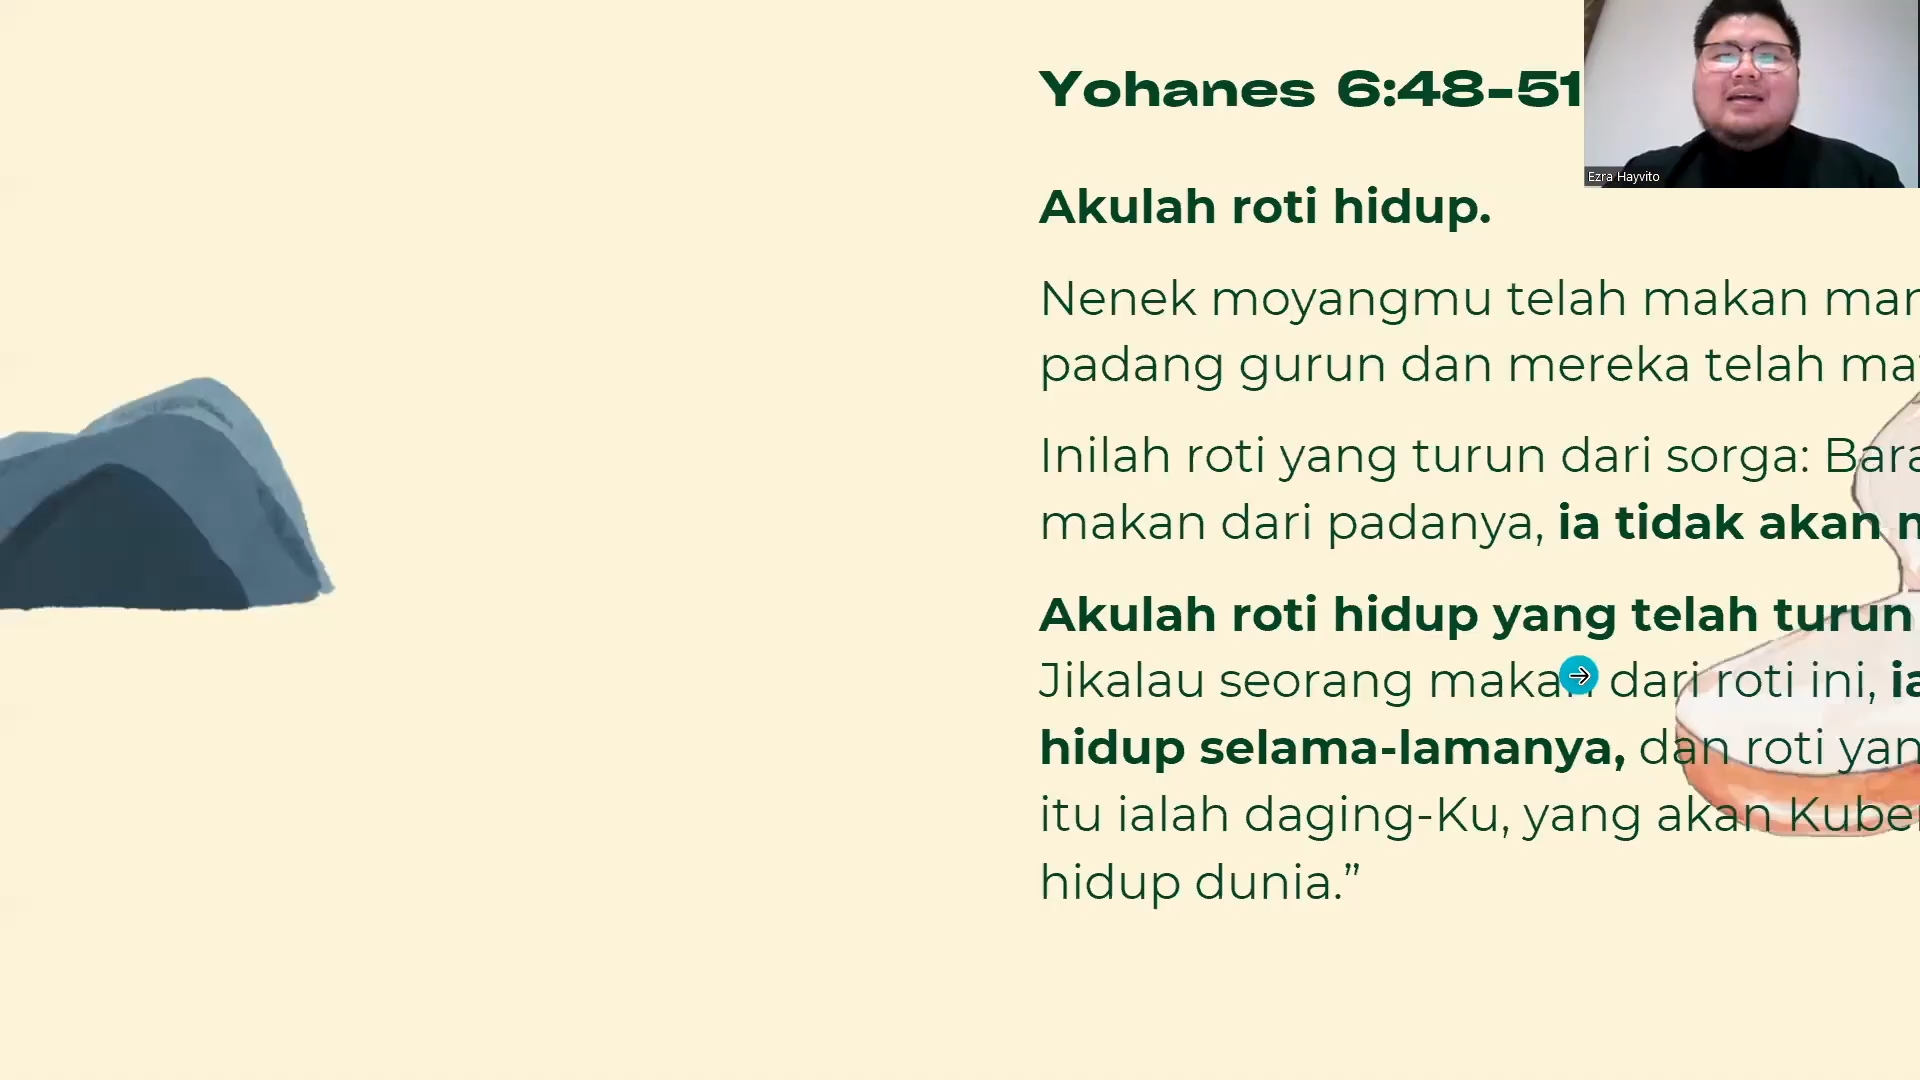 Yohanes 6:48-51
Ezra Hayvito
Akulah roti hidup.
Nenek moyangmu telah makan
padang gurun dan mereka telah
Inilah roti yang turun dari sorga:
makan dari padanya, ia tidak akan
Akulah roti hidup yang telah turun
Jikalau seorang makan dari roti ini,
hidup selama-lamanya, dan roti
itu ialah daging-Ku, yang akan
hidup dunia.”